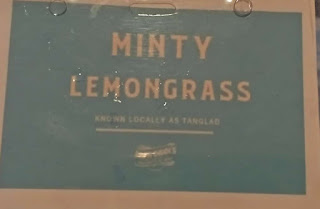 MINTY
LEMONGRASS
KNOWN LOCALLY AS TANGLAD